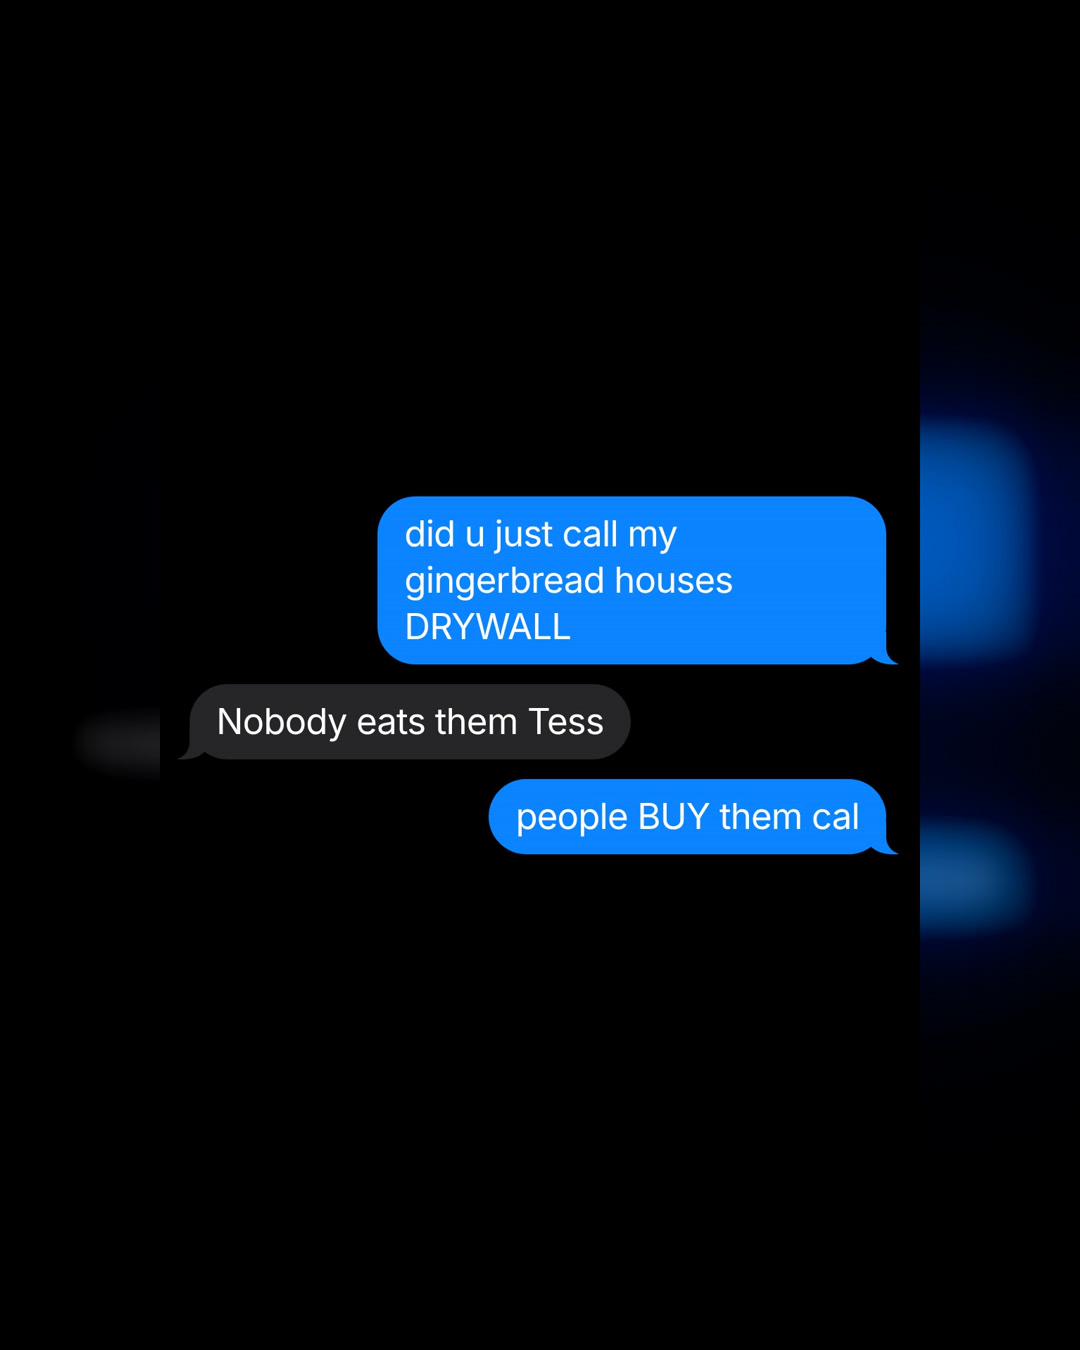 did u just call my
gingerbread houses
DRYWALL
Nobody eats them Tess
people BUY them cal